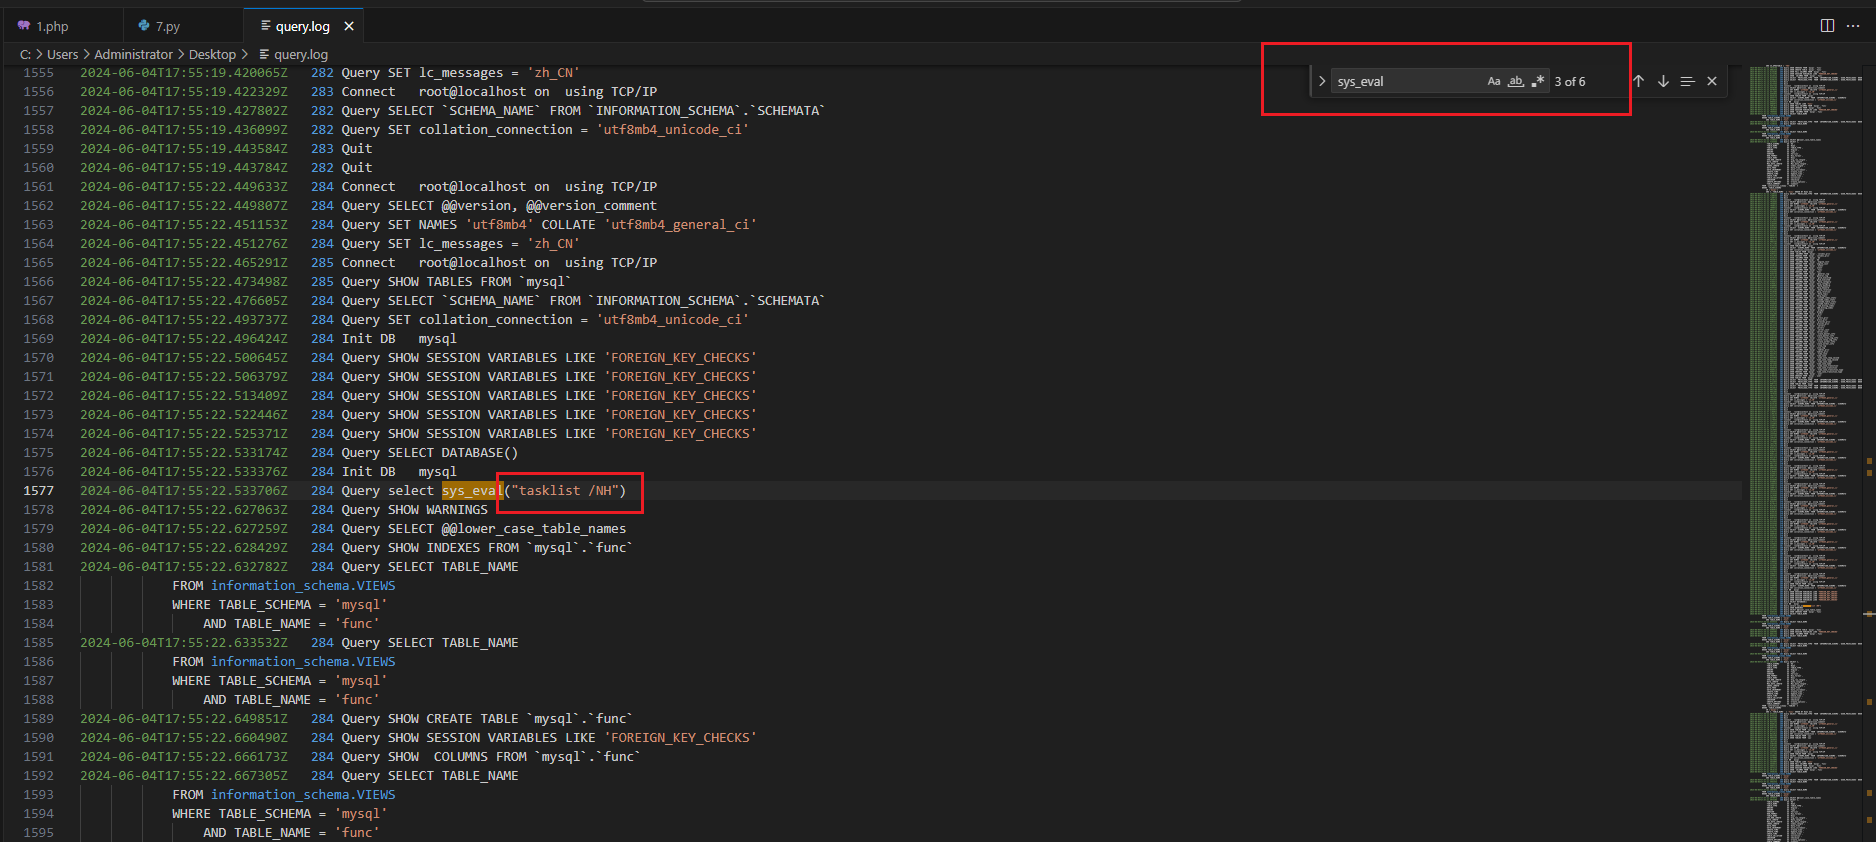 1.php
7.py
query.log
C: > Users > Administrator > Desktop > query.log
sys_eval
Aa
ab
3 of 6
1555 2024-06-04T17:55:19.420065Z 282 Query SET lc_messages = 'zh_CN'
1556 2024-06-04T17:55:19.422329Z 283 Connect root@localhost on using TCP/IP
1557 2024-06-04T17:55:19.427802Z 282 Query SELECT `SCHEMA_NAME` FROM `INFORMATION_SCHEMA`.`SCHEMATA`
1558 2024-06-04T17:55:19.436099Z 282 Query SET collation_connection = 'utf8mb4_unicode_ci'
1559 2024-06-04T17:55:19.443584Z 283 Quit
1560 2024-06-04T17:55:19.443784Z 282 Quit
1561 2024-06-04T17:55:22.449633Z 284 Connect root@localhost on using TCP/IP
1562 2024-06-04T17:55:22.449807Z 284 Query SELECT @@version, @@version_comment
1563 2024-06-04T17:55:22.451153Z 284 Query SET NAMES 'utf8mb4' COLLATE 'utf8mb4_general_ci'
1564 2024-06-04T17:55:22.451276Z 284 Query SET lc_messages = 'zh_CN'
1565 2024-06-04T17:55:22.465291Z 285 Connect root@localhost on using TCP/IP
1566 2024-06-04T17:55:22.473498Z 285 Query SHOW TABLES FROM `mysql`
1567 2024-06-04T17:55:22.476605Z 284 Query SELECT `SCHEMA_NAME` FROM `INFORMATION_SCHEMA`.`SCHEMATA`
1568 2024-06-04T17:55:22.493737Z 284 Query SET collation_connection = 'utf8mb4_unicode_ci'
1569 2024-06-04T17:55:22.496424Z 284 Init DB mysql
1570 2024-06-04T17:55:22.500645Z 284 Query SHOW SESSION VARIABLES LIKE 'FOREIGN_KEY_CHECKS'
1571 2024-06-04T17:55:22.506379Z 284 Query SHOW SESSION VARIABLES LIKE 'FOREIGN_KEY_CHECKS'
1572 2024-06-04T17:55:22.513409Z 284 Query SHOW SESSION VARIABLES LIKE 'FOREIGN_KEY_CHECKS'
1573 2024-06-04T17:55:22.522446Z 284 Query SHOW SESSION VARIABLES LIKE 'FOREIGN_KEY_CHECKS'
1574 2024-06-04T17:55:22.525371Z 284 Query SHOW SESSION VARIABLES LIKE 'FOREIGN_KEY_CHECKS'
1575 2024-06-04T17:55:22.533174Z 284 Query SELECT DATABASE()
1576 2024-06-04T17:55:22.533376Z 284 Init DB mysql
1577 2024-06-04T17:55:22.533706Z 284 Query select sys_eval("tasklist /NH")
1578 2024-06-04T17:55:22.627063Z 284 Query SHOW WARNINGS
1579 2024-06-04T17:55:22.627259Z 284 Query SELECT @@lower_case_table_names
1580 2024-06-04T17:55:22.628429Z 284 Query SHOW INDEXES FROM `mysql`.`func`
1581 2024-06-04T17:55:22.632782Z 284 Query SELECT TABLE_NAME
1582 FROM information_schema.VIEWS
1583 WHERE TABLE_SCHEMA = 'mysql'
1584 AND TABLE_NAME = 'func'
1585 2024-06-04T17:55:22.633532Z 284 Query SELECT TABLE_NAME
1586 FROM information_schema.VIEWS
1587 WHERE TABLE_SCHEMA = 'mysql'
1588 AND TABLE_NAME = 'func'
1589 2024-06-04T17:55:22.649851Z 284 Query SHOW CREATE TABLE `mysql`.`func`
1590 2024-06-04T17:55:22.660490Z 284 Query SHOW SESSION VARIABLES LIKE 'FOREIGN_KEY_CHECKS'
1591 2024-06-04T17:55:22.666173Z 284 Query SHOW COLUMNS FROM `mysql`.`func`
1592 2024-06-04T17:55:22.667305Z 284 Query SELECT TABLE_NAME
1593 FROM information_schema.VIEWS
1594 WHERE TABLE_SCHEMA = 'mysql'
1595 AND TABLE_NAME = 'func'